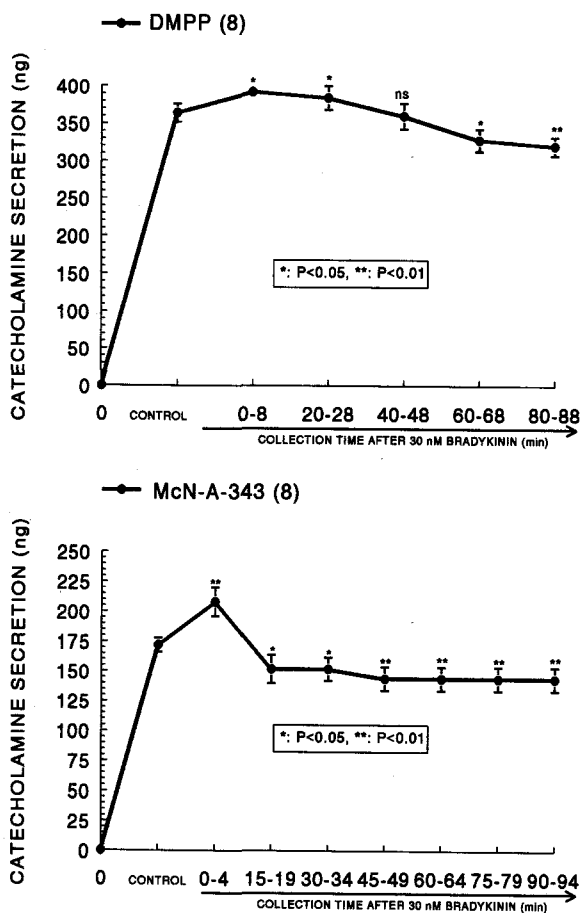 DMPP (8)
CATECHOLAMINE SECRETION (ng)
400
350
300
250
200
150
100
50
0
* * ns * **
*: P<0.05, **: P<0.01
0 CONTROL 0-8 20-28 40-48 60-68 80-88
COLLECTION TIME AFTER 30 nM BRADYKININ (min)
McN-A-343 (8)
CATECHOLAMINE SECRETION (ng)
250
225
200
175
150
125
100
75
50
25
0
** * * ** ** ** **
*: P<0.05, **: P<0.01
0 CONTROL 0-4 15-19 30-34 45-49 60-64 75-79 90-94
COLLECTION TIME AFTER 30 nM BRADYKININ (min)